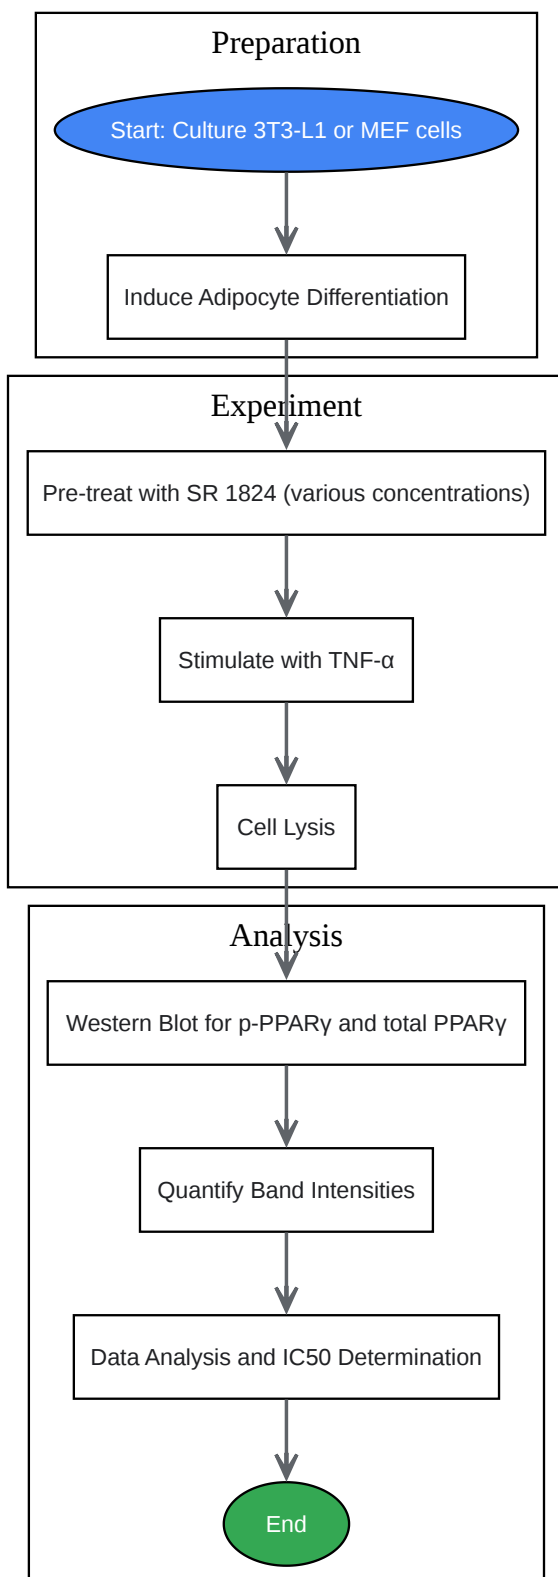 Preparation
Start: Culture 3T3-L1 or MEF cells
Induce Adipocyte Differentiation
Experiment
Pre-treat with SR 1824 (various concentrations)
Stimulate with TNF-α
Cell Lysis
Analysis
Western Blot for p-PPARγ and total PPARγ
Quantify Band Intensities
Data Analysis and IC50 Determination
End